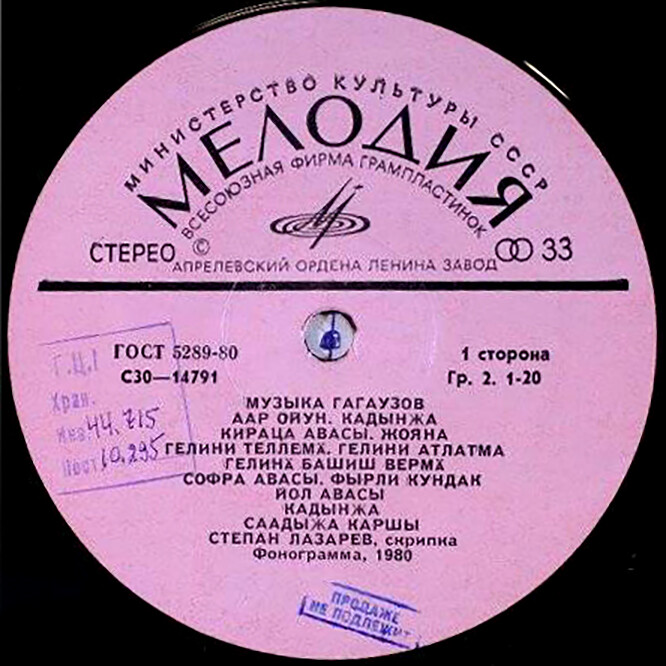 МИНИСТЕРСТВО КУЛЬТУРЫ СССР
МЕЛОДИЯ
ВСЕСОЮЗНАЯ ФИРМА ГРАМПЛАСТИНОК
СТЕРЕО © 33
АПРЕЛЕВСКИЙ ОРДЕНА ЛЕНИНА ЗАВОД
ГОСТ 5289-80
1 сторона
С30—14791
Гр. 2. 1-20
Хран.
Инв. 44.715
Пост 10.295
МУЗЫКА ГАГАУЗОВ
ААР ОЙУН. КАДЫНЖА
КИРАЦА АВАСЫ. ЖОЯНА
ГЕЛИНИ ТЕЛЛЕМӒ. ГЕЛИНИ АТЛАТМА
ГЕЛИНӒ БАШИШ ВЕРМӒ
СОФРА АВАСЫ. ФЫРЛИ КУНДАК
ЙОЛ АВАСЫ
КАДЫНЖА
СААДЫЖА КАРШЫ
СТЕПАН ЛАЗАРЕВ, скрипка
Фонограмма, 1980
ПРОДАЖЕ
НЕ ПОДЛЕЖИТ